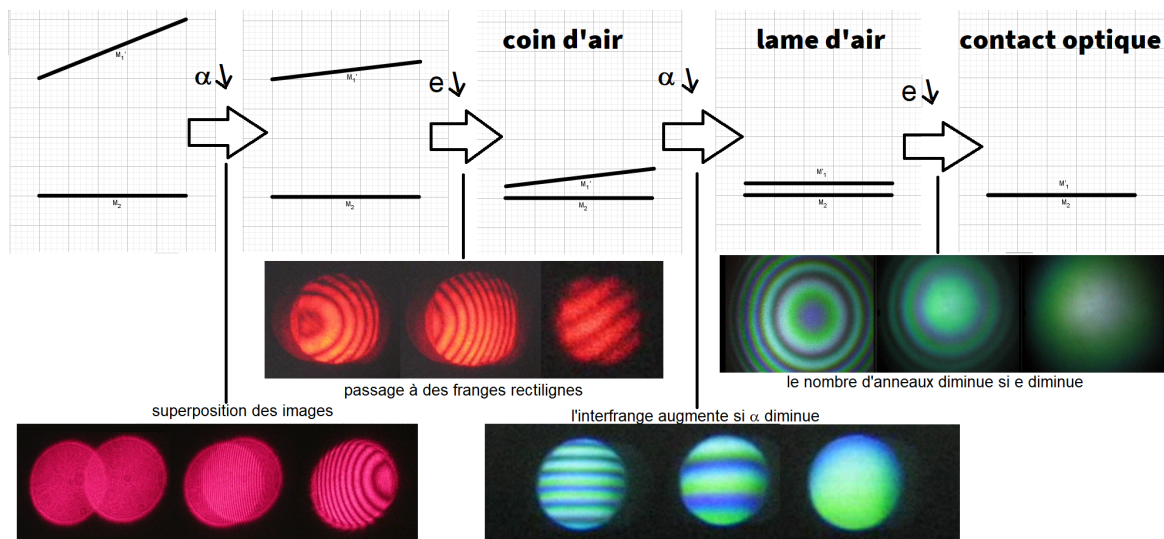 coin d'air
lame d'air
contact optique
α
e
α
e
M₁'
M₂
M₁'
M₂
M₁'
M₂
M'₁
M₂
M'₁
M₂
passage à des franges rectilignes
le nombre d'anneaux diminue si e diminue
superposition des images
l'interfrange augmente si α diminue